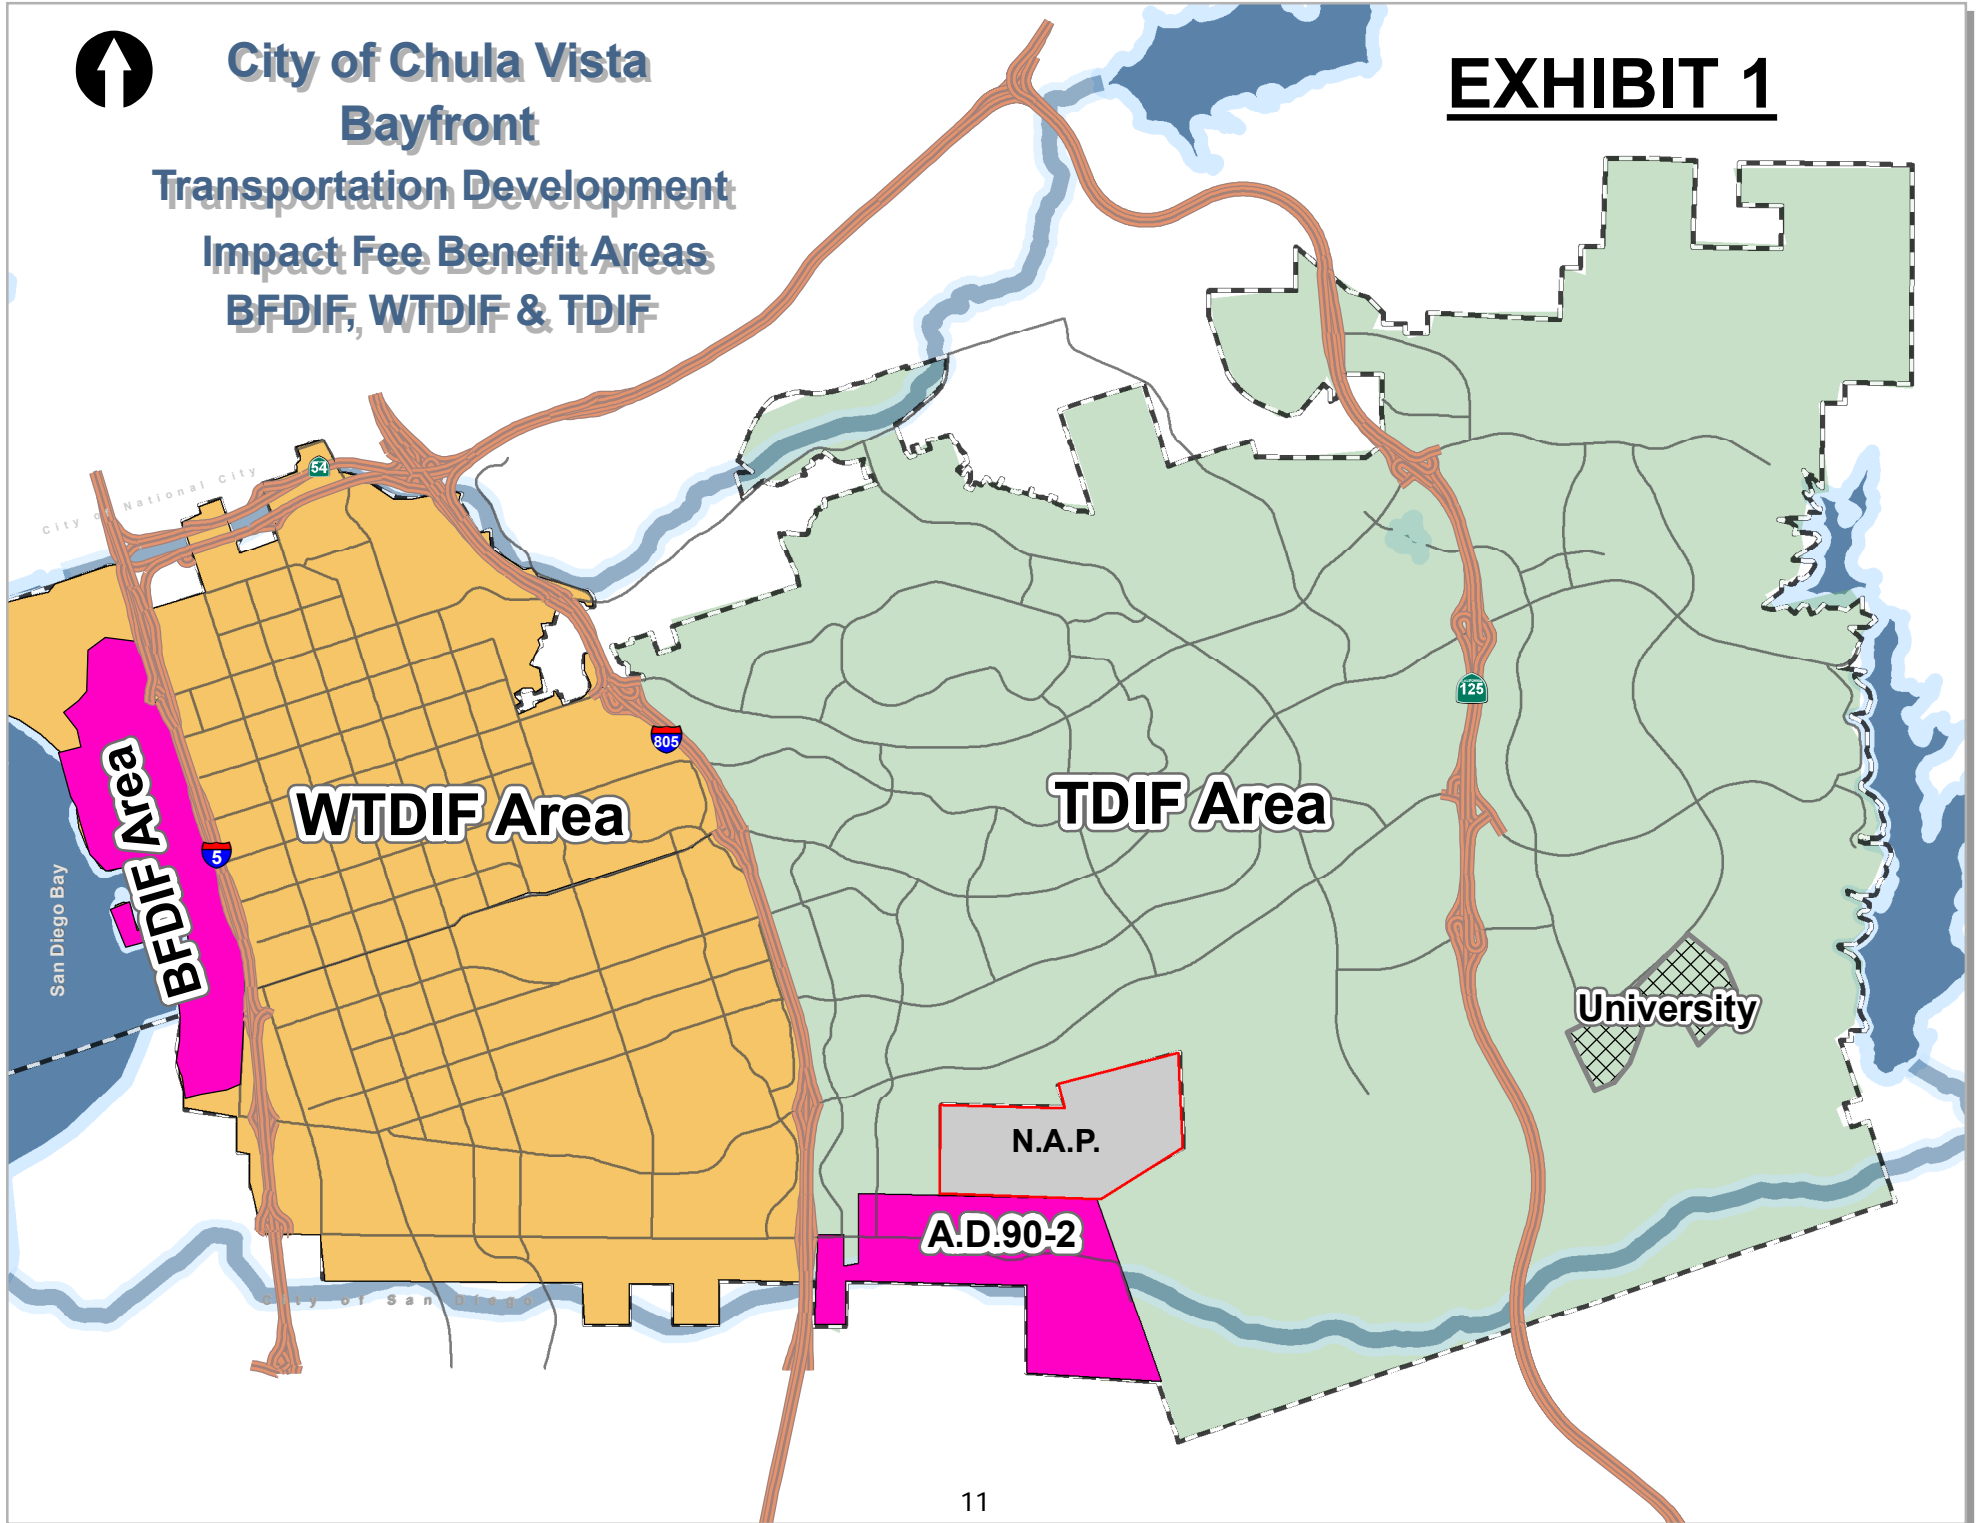 City of Chula Vista
Bayfront
Transportation Development
Impact Fee Benefit Areas
BFDIF, WTDIF & TDIF
EXHIBIT 1
City of National City
54
805
CALIFORNIA
125
WTDIF Area
TDIF Area
BFDIF Area
5
San Diego Bay
University
N.A.P.
A.D.90-2
City of San Diego
11